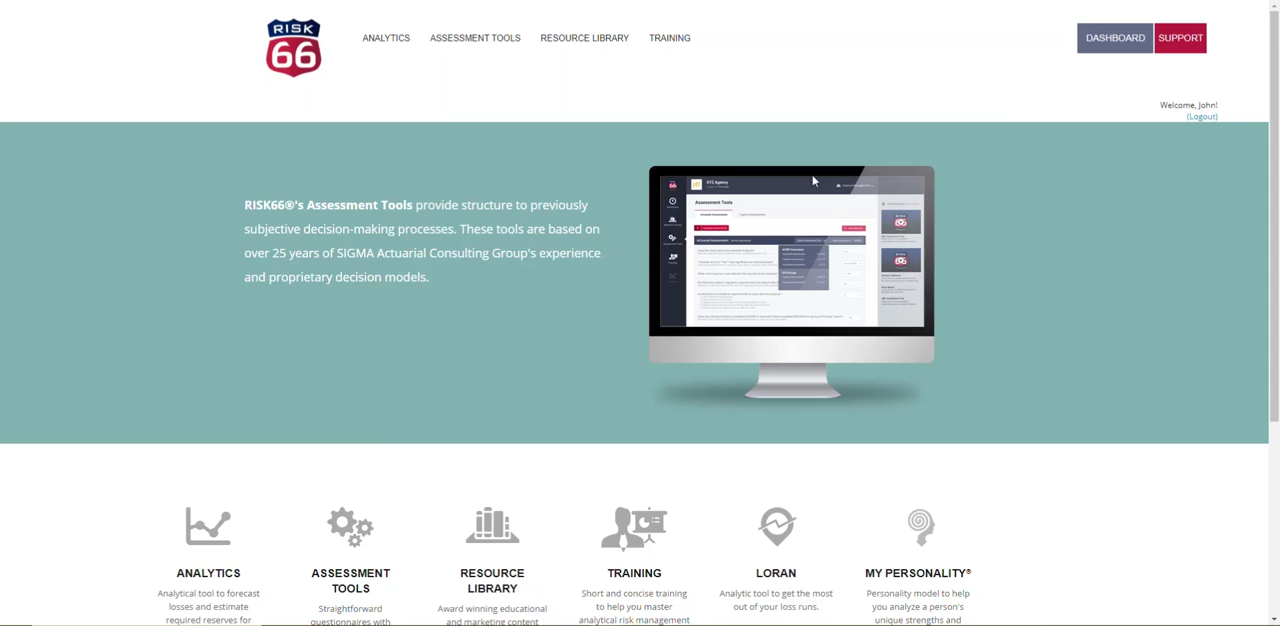 RISK
66
ANALYTICS
ASSESSMENT TOOLS
RESOURCE LIBRARY
TRAINING
DASHBOARD
SUPPORT
Welcome, John!
(Logout)
RISK66®'s Assessment Tools provide structure to previously
subjective decision-making processes. These tools are based on
over 25 years of SIGMA Actuarial Consulting Group's experience
and proprietary decision models.
66
XYZ Agency
Assessment Tools
ANALYTICS
Analytical tool to forecast
losses and estimate
required reserves for
ASSESSMENT
TOOLS
Straightforward
questionnaires with
RESOURCE
LIBRARY
Award winning educational
and marketing content
TRAINING
Short and concise training
to help you master
analytical risk management
LORAN
Analytic tool to get the most
out of your loss runs.
MY PERSONALITY®
Personality model to help
you analyze a person's
unique strengths and